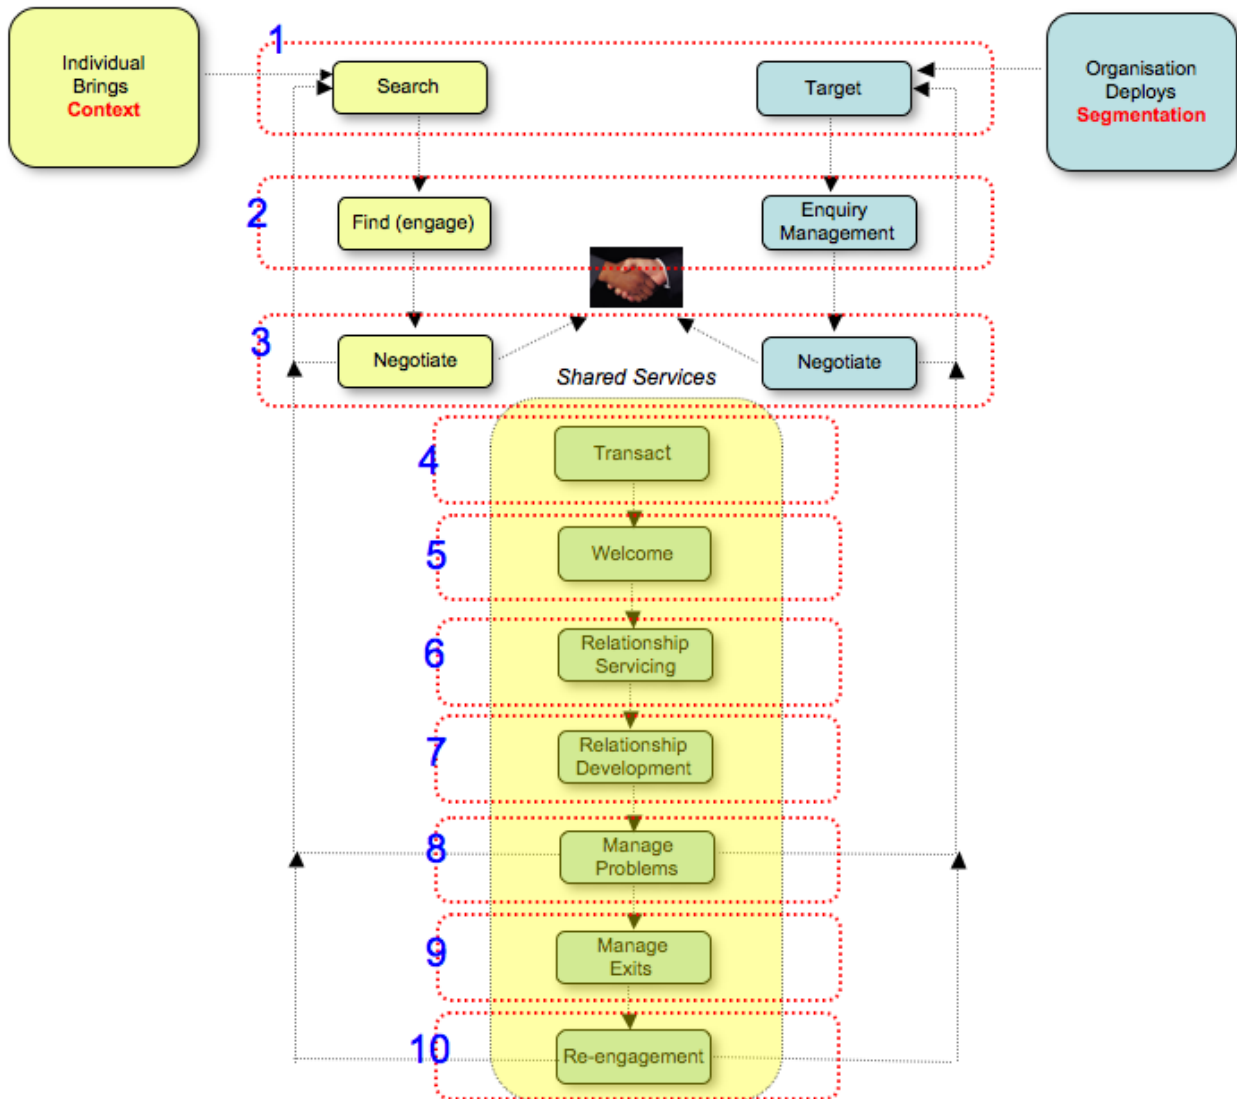 Individual
Brings
Context
1
Search
Target
Organisation
Deploys
Segmentation
2
Find (engage)
Enquiry
Management
3
Negotiate
Negotiate
Shared Services
4
Transact
5
Welcome
6
Relationship
Servicing
7
Relationship
Development
8
Manage
Problems
9
Manage
Exits
10
Re-engagement